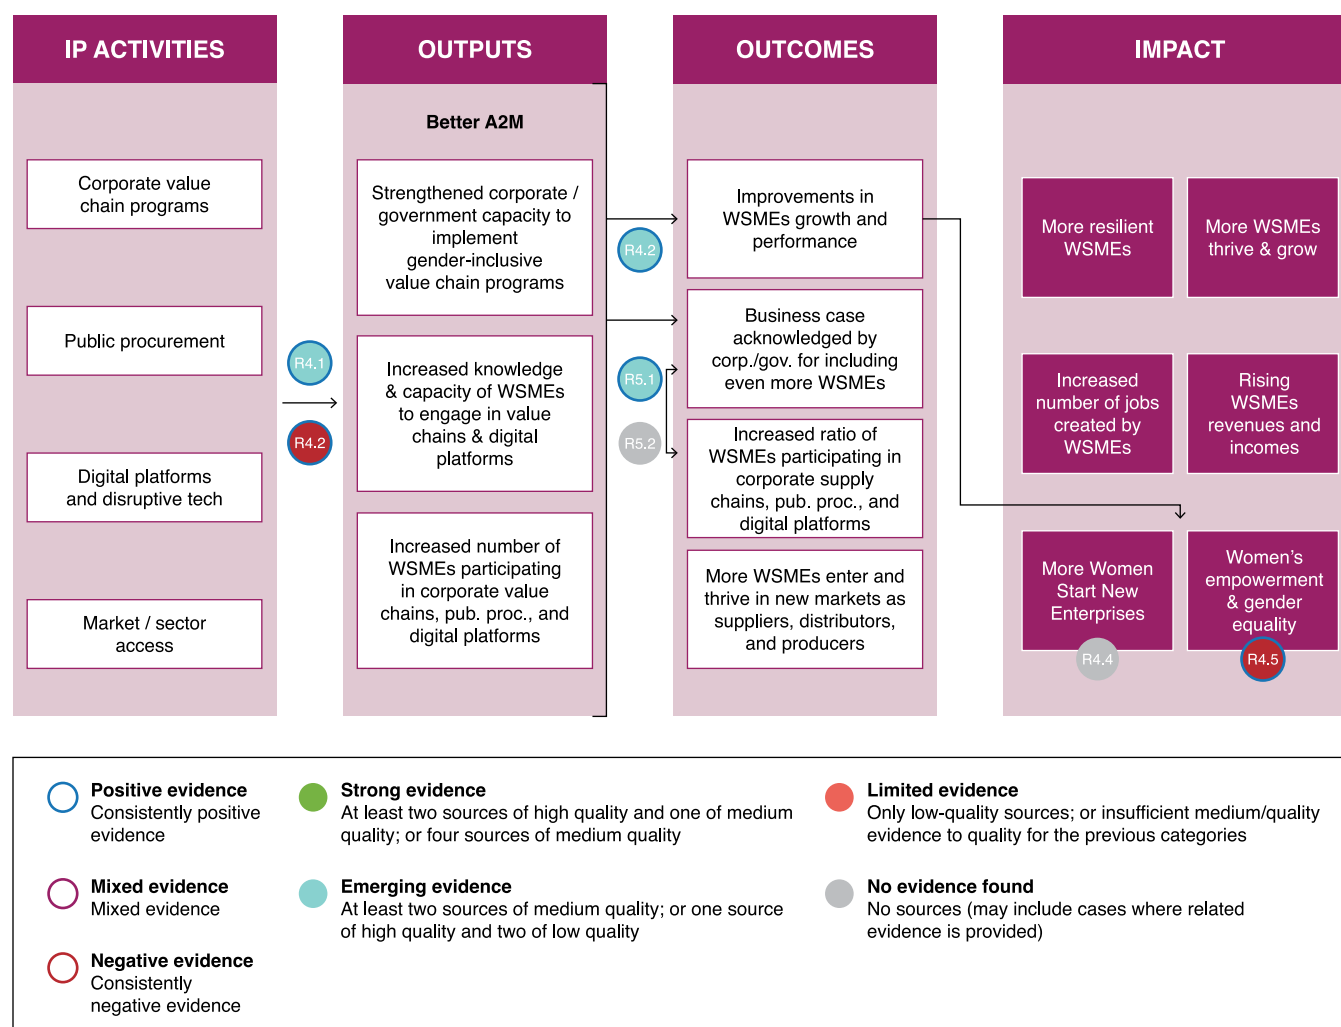 IP ACTIVITIES
Corporate value
chain programs
Public procurement
Digital platforms
and disruptive tech
Market / sector
access
R4.1
R4.2
OUTPUTS
Better A2M
Strengthened corporate /
government capacity to
implement
gender-inclusive
value chain programs
Increased knowledge
& capacity of WSMEs
to engage in value
chains & digital
platforms
Increased number of
WSMEs participating
in corporate value
chains, pub. proc., and
digital platforms
R4.2
R5.1
R5.2
OUTCOMES
Improvements in
WSMEs growth and
performance
Business case
acknowledged by
corp./gov. for including
even more WSMEs
Increased ratio of
WSMEs participating in
corporate supply
chains, pub. proc., and
digital platforms
More WSMEs enter and
thrive in new markets as
suppliers, distributors,
and producers
IMPACT
More resilient
WSMEs
More WSMEs
thrive & grow
Increased
number of jobs
created by
WSMEs
Rising
WSMEs
revenues and
incomes
More Women
Start New
Enterprises
R4.4
Women's
empowerment
& gender
equality
R4.5
Positive evidence
Consistently positive
evidence
Mixed evidence
Mixed evidence
Negative evidence
Consistently
negative evidence
Strong evidence
At least two sources of high quality and one of medium
quality; or four sources of medium quality
Emerging evidence
At least two sources of medium quality; or one source
of high quality and two of low quality
Limited evidence
Only low-quality sources; or insufficient medium/quality
evidence to quality for the previous categories
No evidence found
No sources (may include cases where related
evidence is provided)